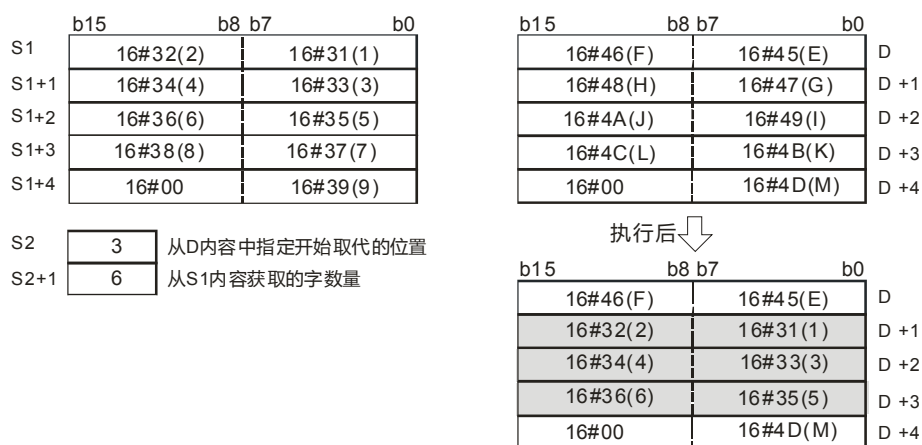 b15 b8 b7 b0
S1 16#32(2) 16#31(1)
S1+1 16#34(4) 16#33(3)
S1+2 16#36(6) 16#35(5)
S1+3 16#38(8) 16#37(7)
S1+4 16#00 16#39(9)
S2 3 从D内容中指定开始取代的位置
S2+1 6 从S1内容获取的字数量
b15 b8 b7 b0
16#46(F) 16#45(E) D
16#48(H) 16#47(G) D +1
16#4A(J) 16#49(I) D +2
16#4C(L) 16#4B(K) D +3
16#00 16#4D(M) D +4
执行后
b15 b8 b7 b0
16#46(F) 16#45(E) D
16#32(2) 16#31(1) D +1
16#34(4) 16#33(3) D +2
16#36(6) 16#35(5) D +3
16#00 16#4D(M) D +4